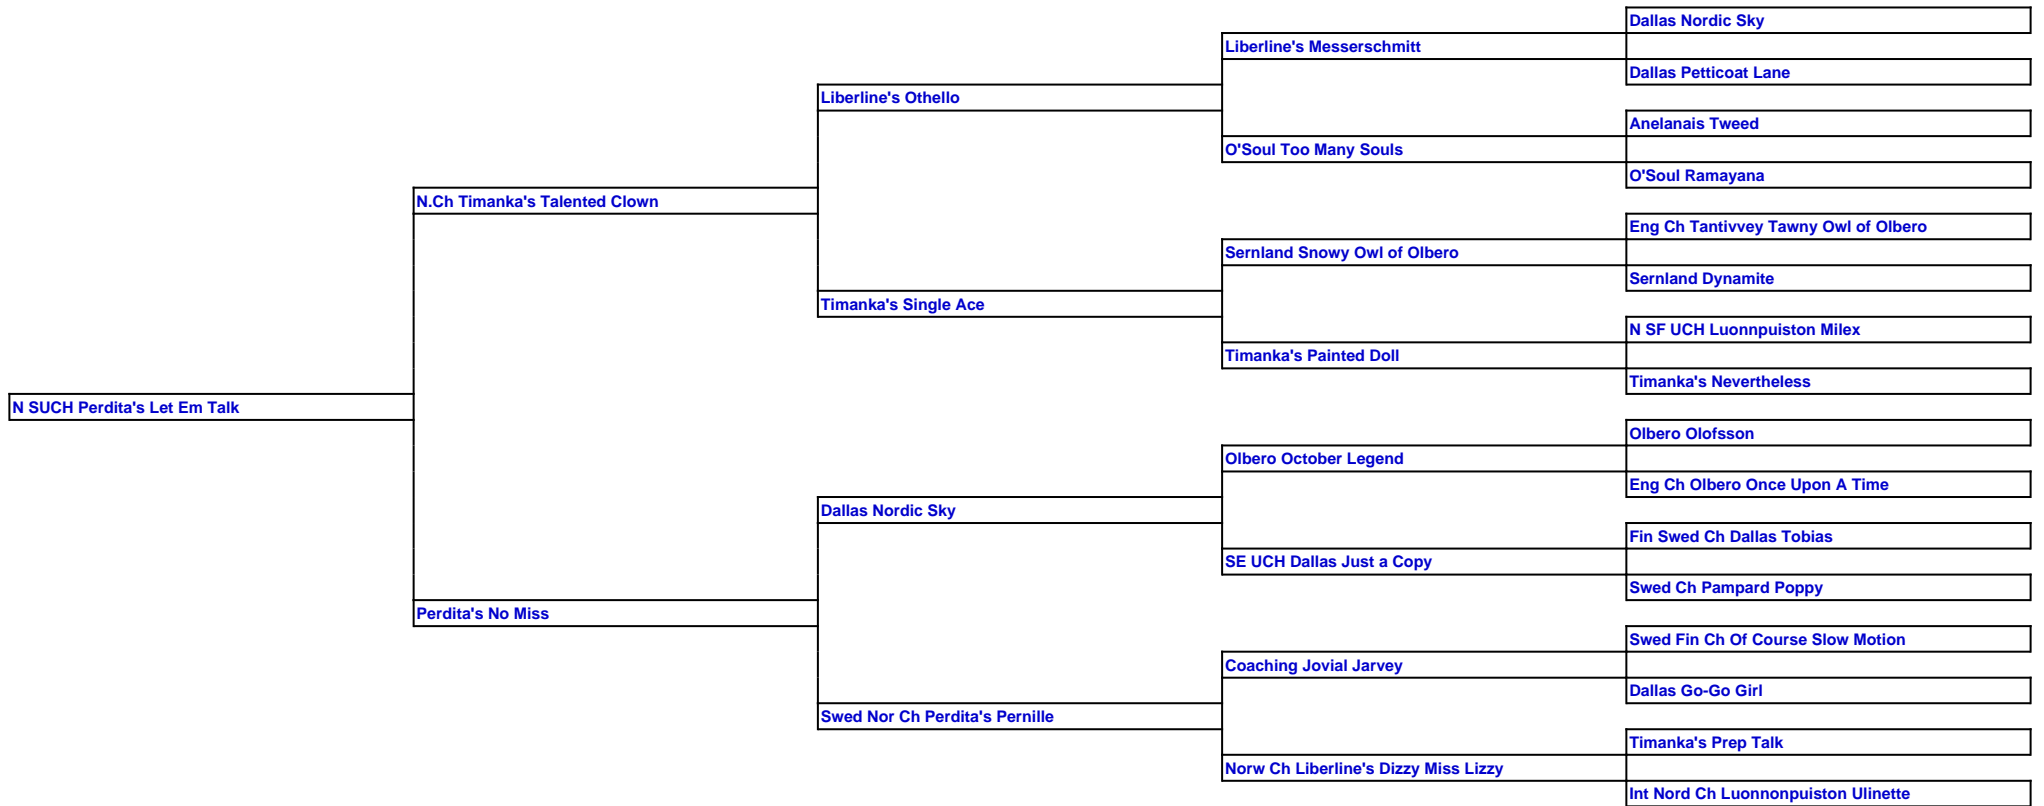 Dallas Nordic Sky
Liberline's Messerschmitt
Dallas Petticoat Lane
Liberline's Othello
Anelanais Tweed
O'Soul Too Many Souls
O'Soul Ramayana
N.Ch Timanka's Talented Clown
Eng Ch Tantivvey Tawny Owl of Olbero
Sernland Snowy Owl of Olbero
Sernland Dynamite
Timanka's Single Ace
N SF UCH Luonnpuiston Milex
Timanka's Painted Doll
Timanka's Nevertheless
N SUCH Perdita's Let Em Talk
Olbero Olofsson
Olbero October Legend
Eng Ch Olbero Once Upon A Time
Dallas Nordic Sky
Fin Swed Ch Dallas Tobias
SE UCH Dallas Just a Copy
Swed Ch Pampard Poppy
Perdita's No Miss
Swed Fin Ch Of Course Slow Motion
Coaching Jovial Jarvey
Dallas Go-Go Girl
Swed Nor Ch Perdita's Pernille
Timanka's Prep Talk
Norw Ch Liberline's Dizzy Miss Lizzy
Int Nord Ch Luonnonpuiston Ulinette